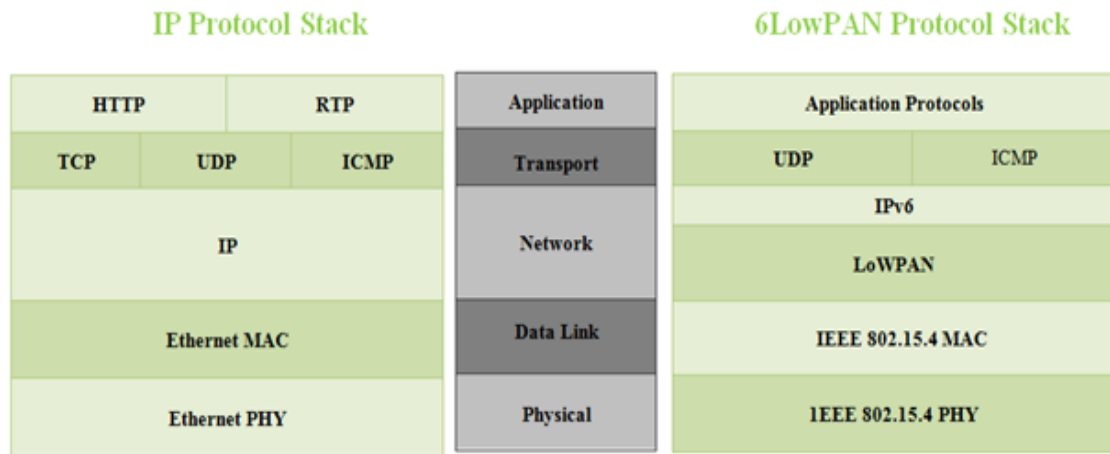 IP Protocol Stack
6LowPAN Protocol Stack
HTTP RTP
TCP UDP ICMP
IP
Ethernet MAC
Ethernet PHY
Application
Transport
Network
Data Link
Physical
Application Protocols
UDP ICMP
IPv6
LoWPAN
IEEE 802.15.4 MAC
1EEE 802.15.4 PHY